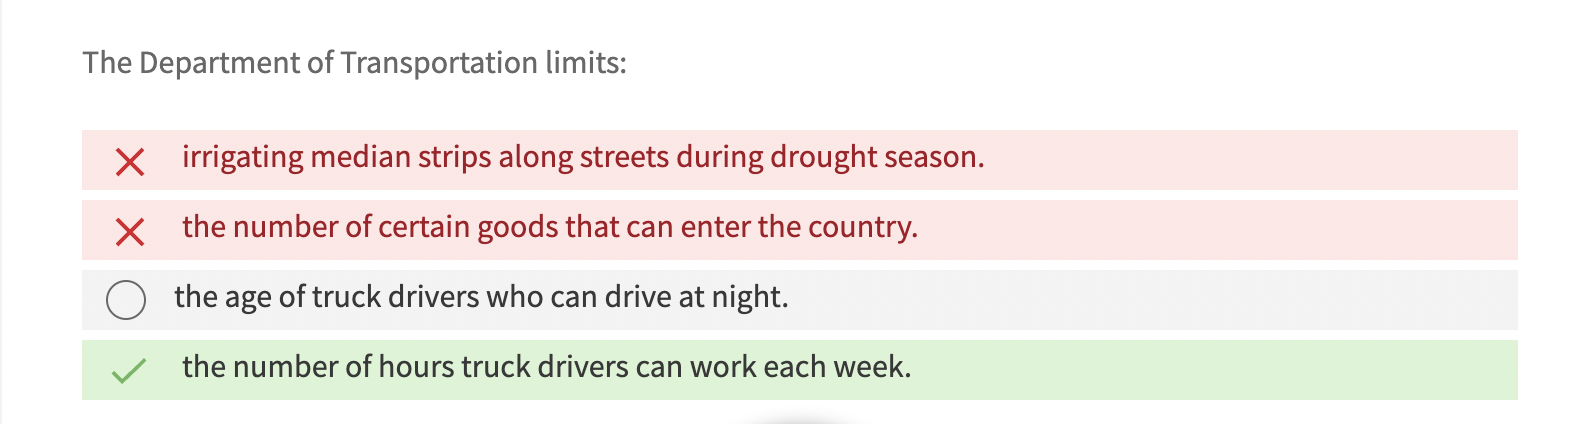 The Department of Transportation limits:
irrigating median strips along streets during drought season.
the number of certain goods that can enter the country.
the age of truck drivers who can drive at night.
the number of hours truck drivers can work each week.